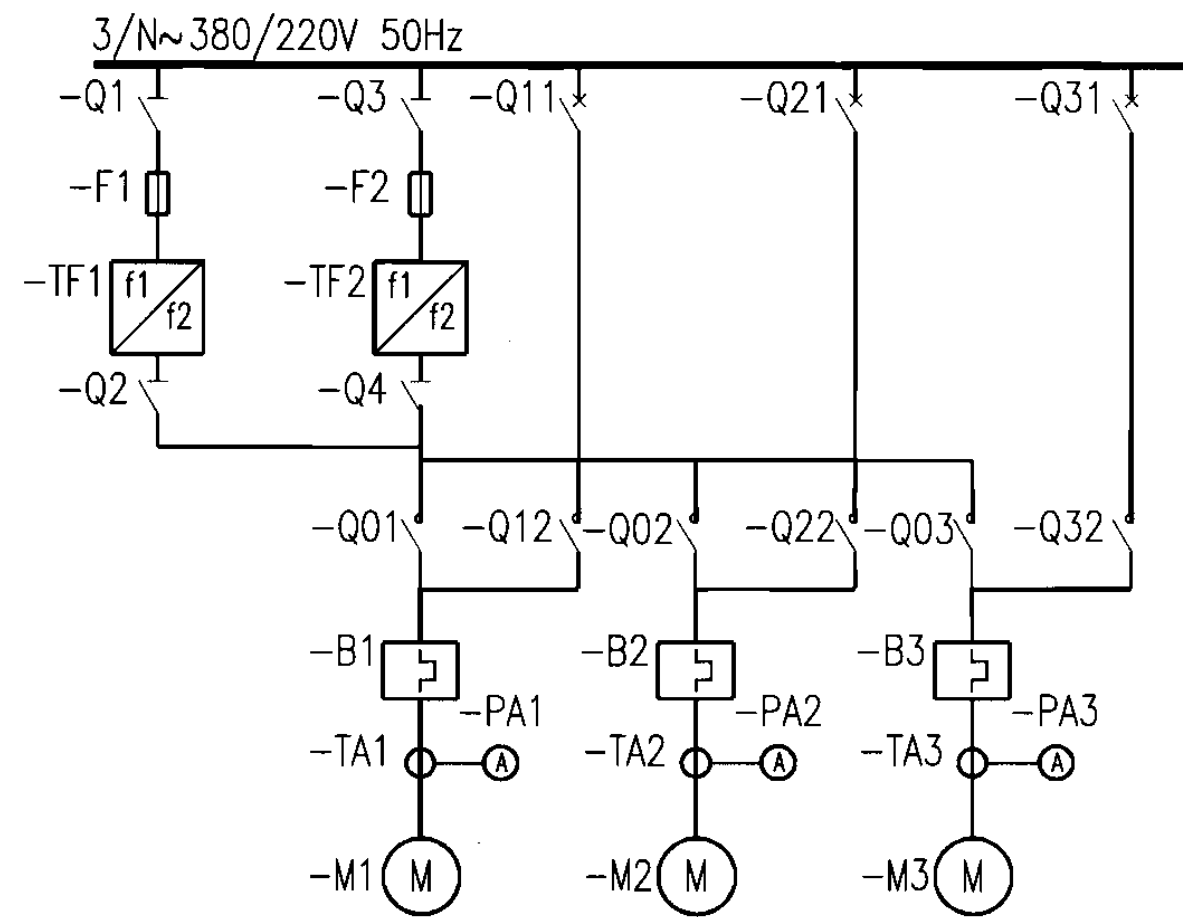 3/N~380/220V 50Hz
-Q1
-Q3
-Q11
-Q21
-Q31
-F1
-F2
-TF1
f1
f2
-TF2
f1
f2
-Q2
-Q4
-Q01
-Q12
-Q02
-Q22
-Q03
-Q32
-B1
-B2
-B3
-PA1
-PA2
-PA3
-TA1
A
-TA2
A
-TA3
A
-M1
M
-M2
M
-M3
M